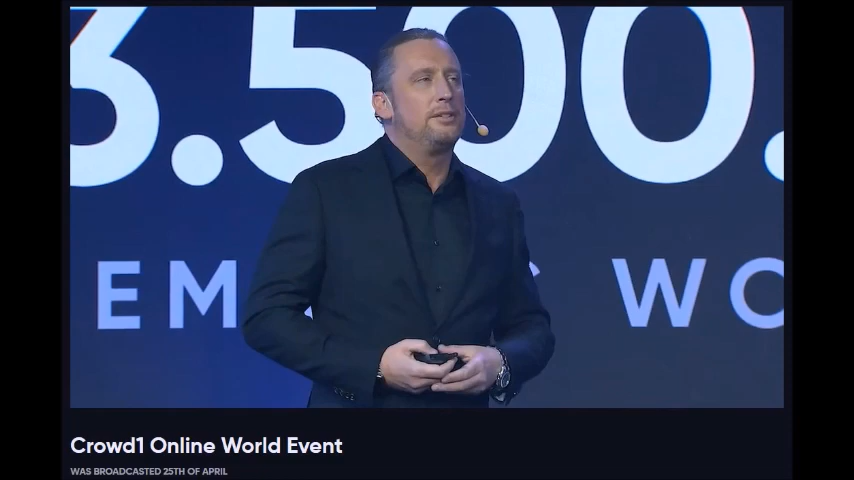 3.500.
EM WO
Crowd1 Online World Event
WAS BROADCASTED 25TH OF APRIL